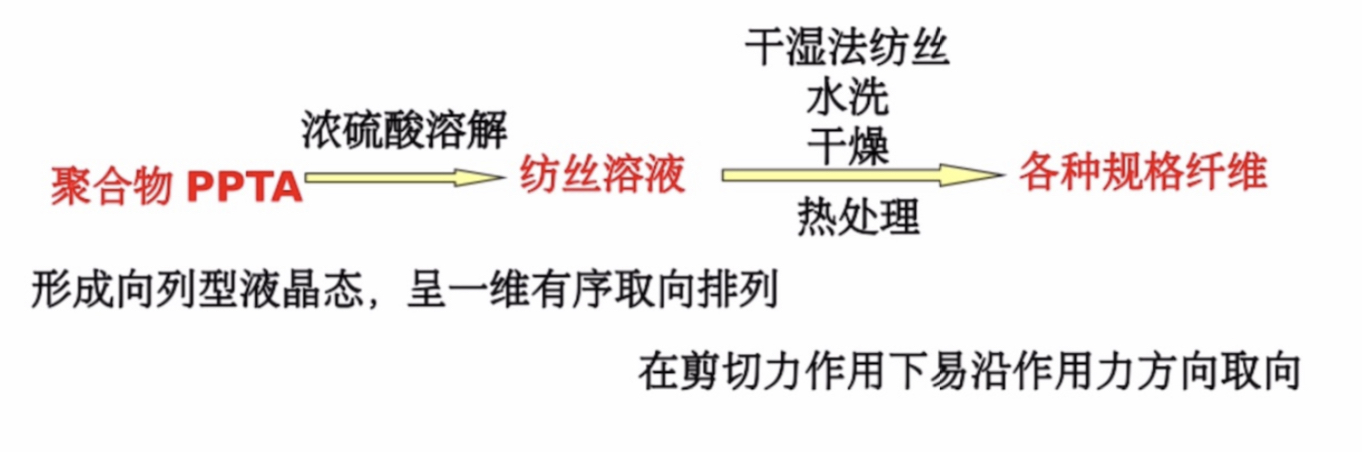 干湿法纺丝
水洗
干燥
浓硫酸溶解
聚合物 PPTA
纺丝溶液
各种规格纤维
热处理
形成向列型液晶态，呈一维有序取向排列
在剪切力作用下易沿作用力方向取向